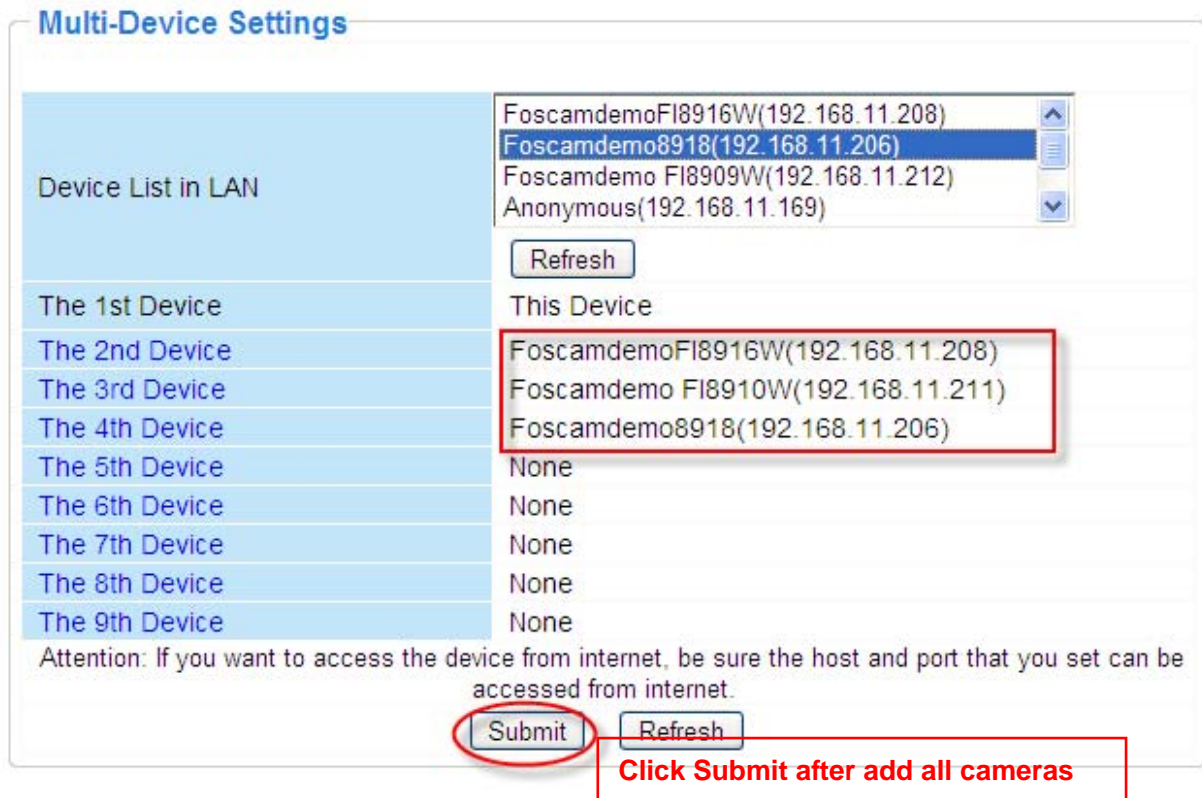 Multi-Device Settings
Device List in LAN
FoscamdemoFI8916W(192.168.11.208)
Foscamdemo8918(192.168.11.206)
Foscamdemo FI8909W(192.168.11.212)
Anonymous(192.168.11.169)
Refresh
The 1st Device This Device
The 2nd Device FoscamdemoFI8916W(192.168.11.208)
The 3rd Device Foscamdemo FI8910W(192.168.11.211)
The 4th Device Foscamdemo8918(192.168.11.206)
The 5th Device None
The 6th Device None
The 7th Device None
The 8th Device None
The 9th Device None
Attention: If you want to access the device from internet, be sure the host and port that you set can be
accessed from internet.
Submit Refresh
Click Submit after add all cameras